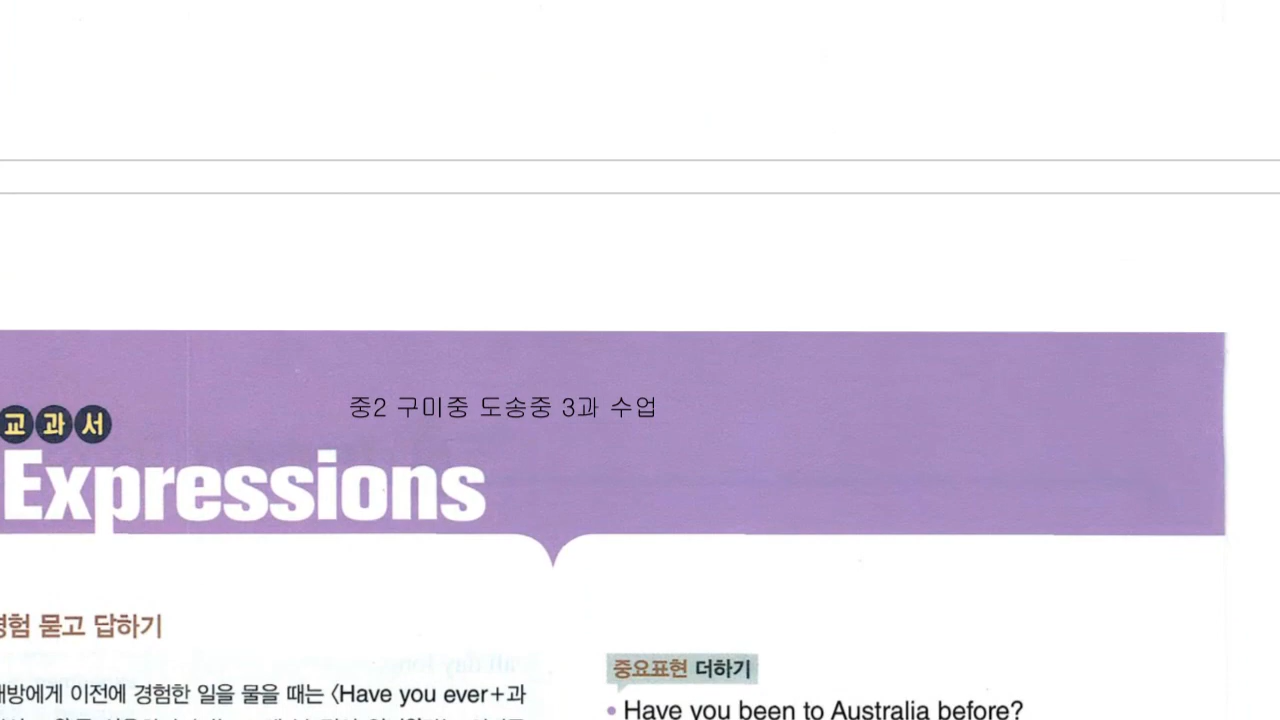 중2 구미중 도송중 3과 수업
교과서
Expressions
경험 묻고 답하기
중요표현 더하기
대방에게 이전에 경험한 일을 물을 때는 〈Have you ever+과
• Have you been to Australia before?